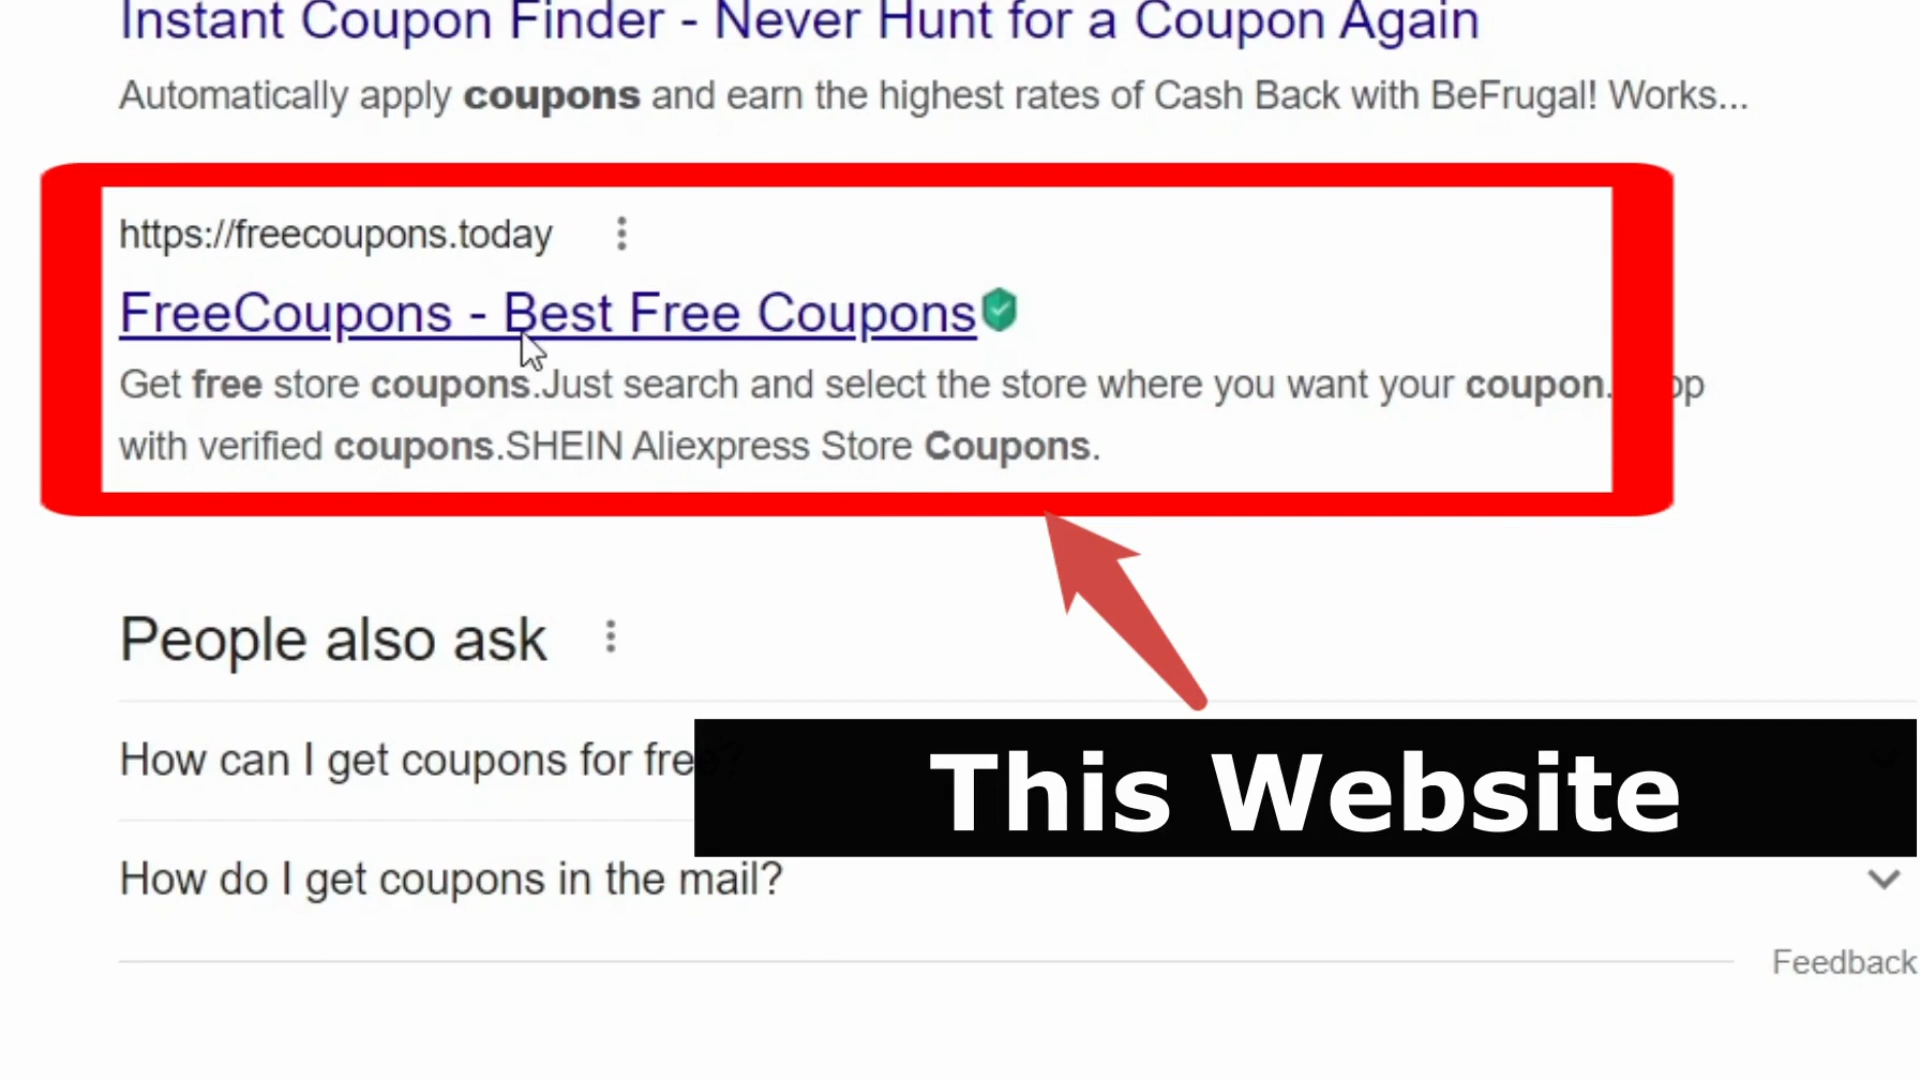 Instant Coupon Finder - Never Hunt for a Coupon Again
Automatically apply coupons and earn the highest rates of Cash Back with BeFrugal! Works...
https://freecoupons.today
FreeCoupons - Best Free Coupons
Get free store coupons.Just search and select the store where you want your coupon.
with verified coupons.SHEIN Aliexpress Store Coupons.
People also ask
How can I get coupons for free?
This Website
How do I get coupons in the mail?
Feedback